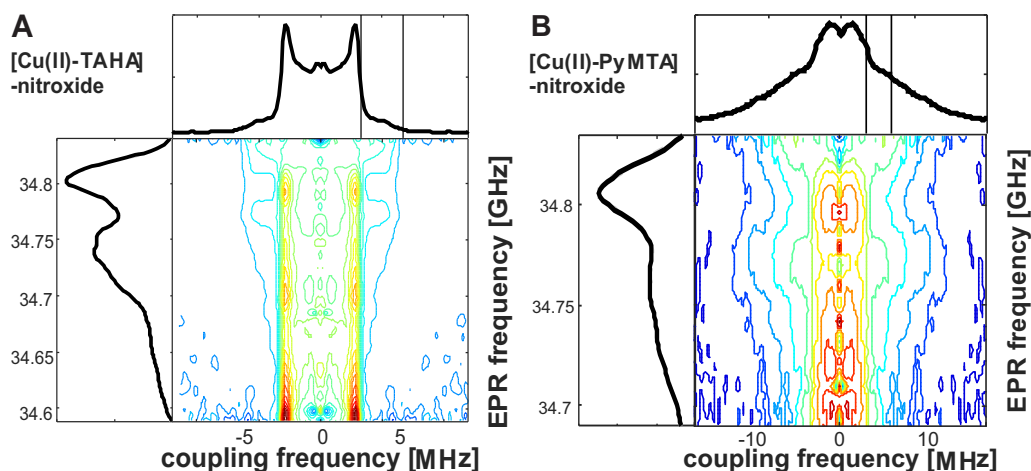 A
[Cu(II)-TAHA]
-nitroxide
34.8
34.75
34.7
34.65
34.6
-5
0
5
coupling frequency [MHz]
EPR frequency [GHz]
B
[Cu(II)-PyMTA]
-nitroxide
34.8
34.75
34.7
-10
0
10
coupling frequency [MHz]
EPR frequency [GHz]